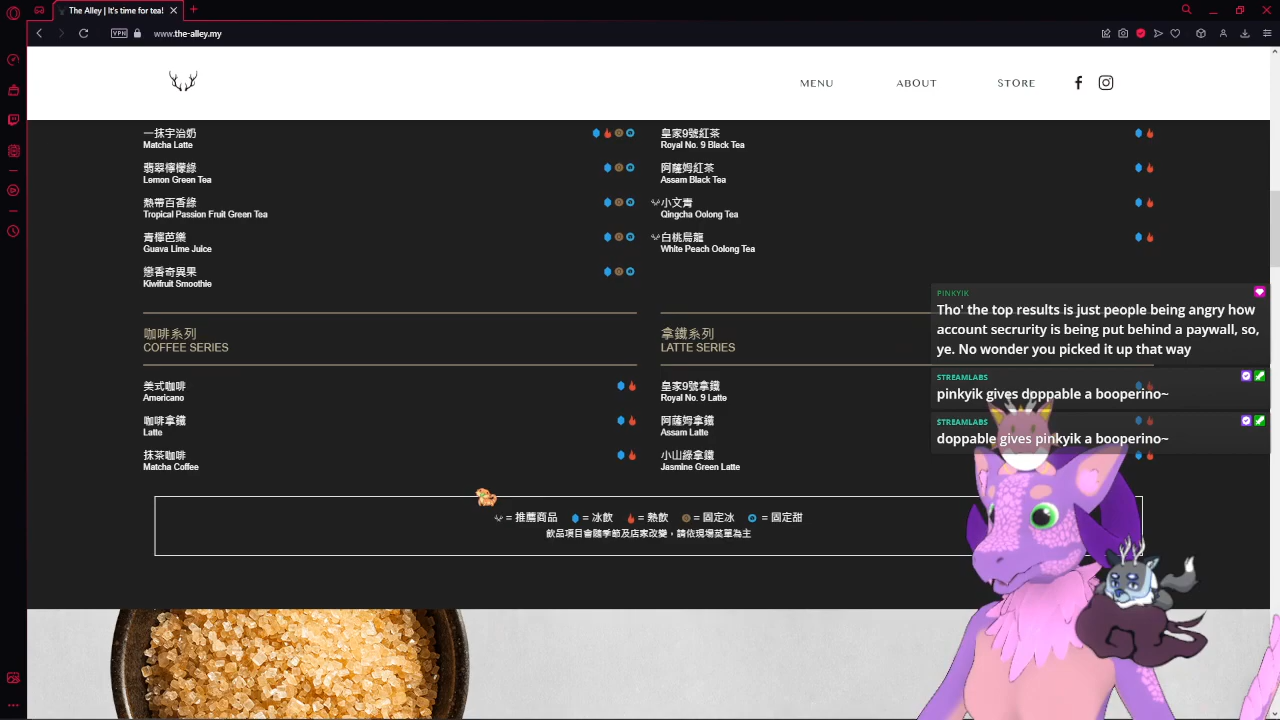 The Alley | It's time for tea!
VPN
www.the-alley.my
MENU
ABOUT
STORE
一抹宇治奶
Matcha Latte
翡翠檸檬綠
Lemon Green Tea
熱帶百香綠
Tropical Passion Fruit Green Tea
青檸芭樂
Guava Lime Juice
戀香奇異果
Kiwifruit Smoothie
皇家9號紅茶
Royal No. 9 Black Tea
阿薩姆紅茶
Assam Black Tea
小文青
Qingcha Oolong Tea
白桃烏龍
White Peach Oolong Tea
咖啡系列
COFFEE SERIES
美式咖啡
Americano
咖啡拿鐵
Latte
抹茶咖啡
Matcha Coffee
拿鐵系列
LATTE SERIES
皇家9號拿鐵
Royal No. 9 Latte
阿薩姆拿鐵
Assam Latte
小山綠拿鐵
Jasmine Green Latte
= 推薦商品 = 冰飲 = 熱飲 = 固定冰 = 固定甜
飲品項目會隨季節及店家改變，請依現場菜單為主
PINKYIK
Tho' the top results is just people being angry how
account secrurity is being put behind a paywall, so,
ye. No wonder you picked it up that way
STREAMLABS
pinkyik gives doppable a booperino~
STREAMLABS
doppable gives pinkyik a booperino~